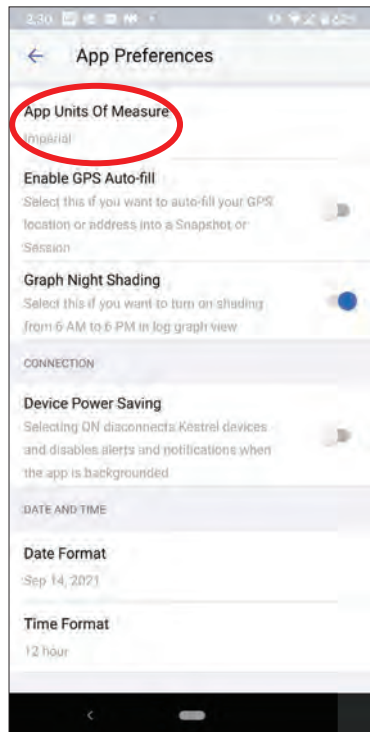 2:30
App Preferences
App Units Of Measure
Imperial
Enable GPS Auto-fill
Select this if you want to auto-fill your GPS
location or address into a Snapshot or
Session
Graph Night Shading
Select this if you want to turn on shading
from 6 AM to 6 PM in log graph view
CONNECTION
Device Power Saving
Selecting ON disconnects Kestrel devices
and disables alerts and notifications when
the app is backgrounded
DATE AND TIME
Date Format
Sep 14, 2021
Time Format
12 hour